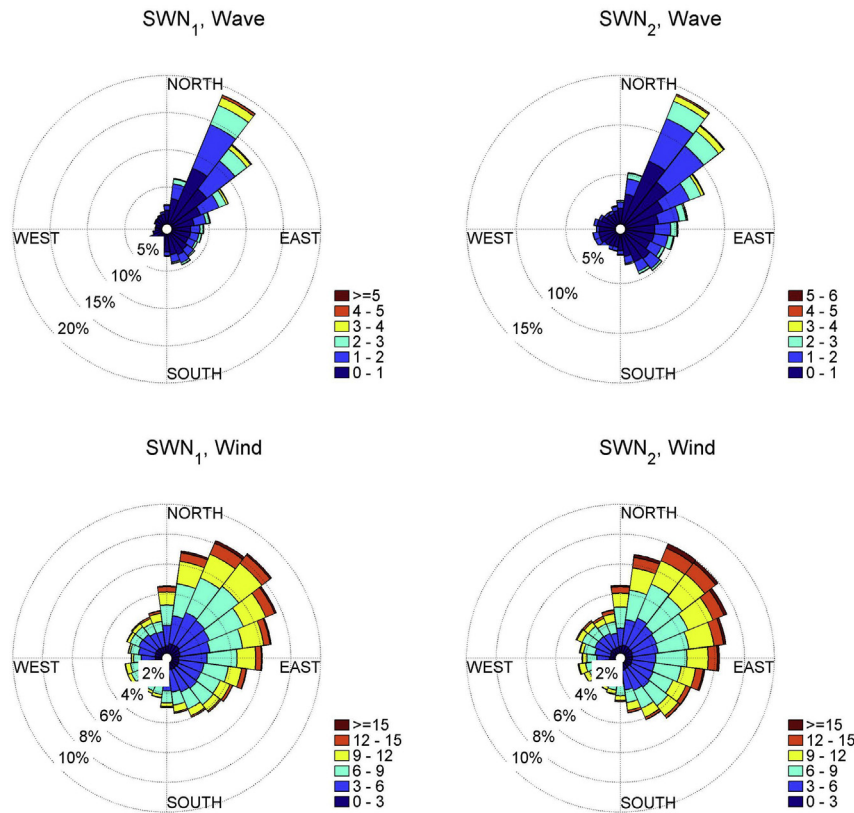 SWN1, Wave
NORTH
WEST
EAST
SOUTH
5%
10%
15%
20%
>=5
4 - 5
3 - 4
2 - 3
1 - 2
0 - 1
SWN2, Wave
NORTH
WEST
EAST
SOUTH
5%
10%
15%
5 - 6
4 - 5
3 - 4
2 - 3
1 - 2
0 - 1
SWN1, Wind
NORTH
WEST
EAST
SOUTH
2%
4%
6%
8%
10%
>=15
12 - 15
9 - 12
6 - 9
3 - 6
0 - 3
SWN2, Wind
NORTH
WEST
EAST
SOUTH
2%
4%
6%
8%
10%
>=15
12 - 15
9 - 12
6 - 9
3 - 6
0 - 3